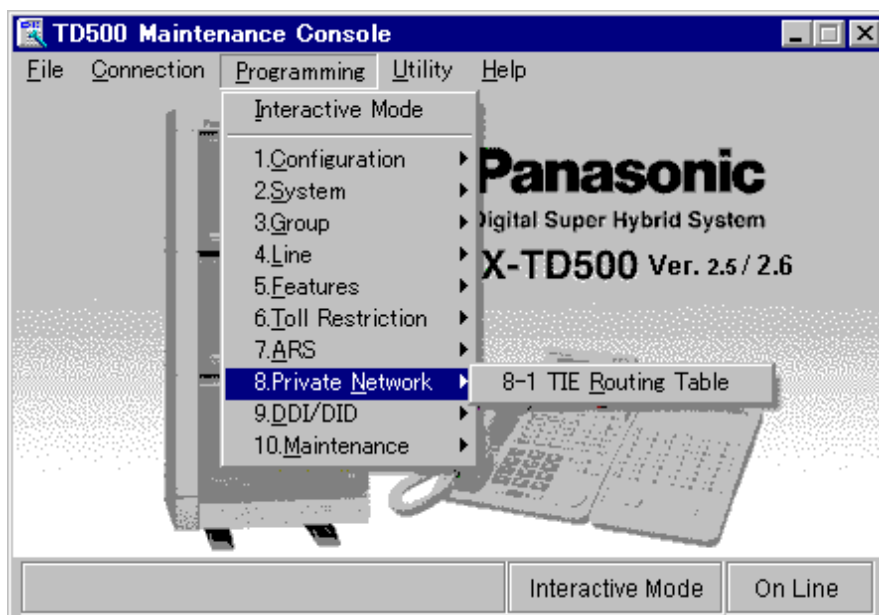 TD500 Maintenance Console
File Connection Programming Utility Help
Interactive Mode
1.Configuration
2.System
3.Group
4.Line
5.Features
6.Toll Restriction
7.ARS
8.Private Network
9.DDI/DID
10.Maintenance
8-1 TIE Routing Table
Panasonic
Digital Super Hybrid System
X-TD500 Ver. 2.5/2.6
Interactive Mode On Line